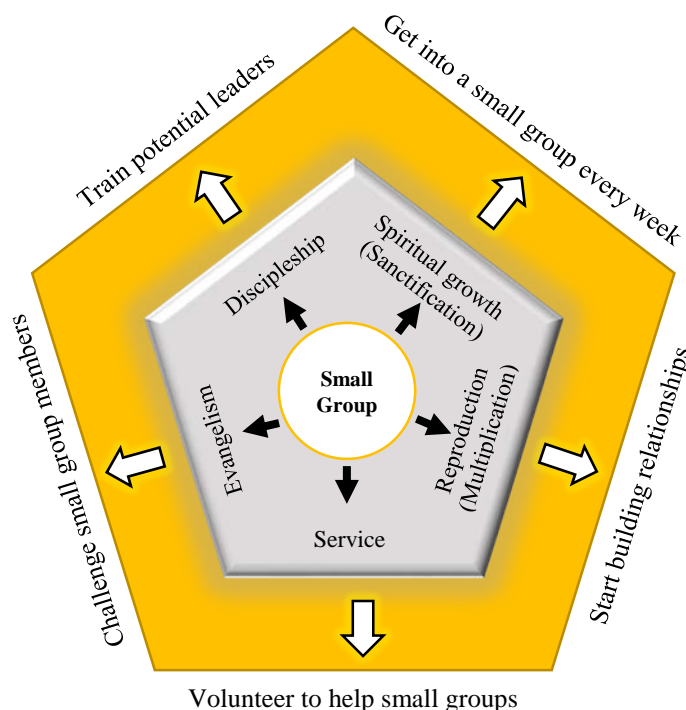 Train potential leaders
Get into a small group every week
Discipleship
Spiritual growth
(Sanctification)
Small
Group
Evangelism
Reproduction
(Multiplication)
Service
Challenge small group members
Start building relationships
Volunteer to help small groups